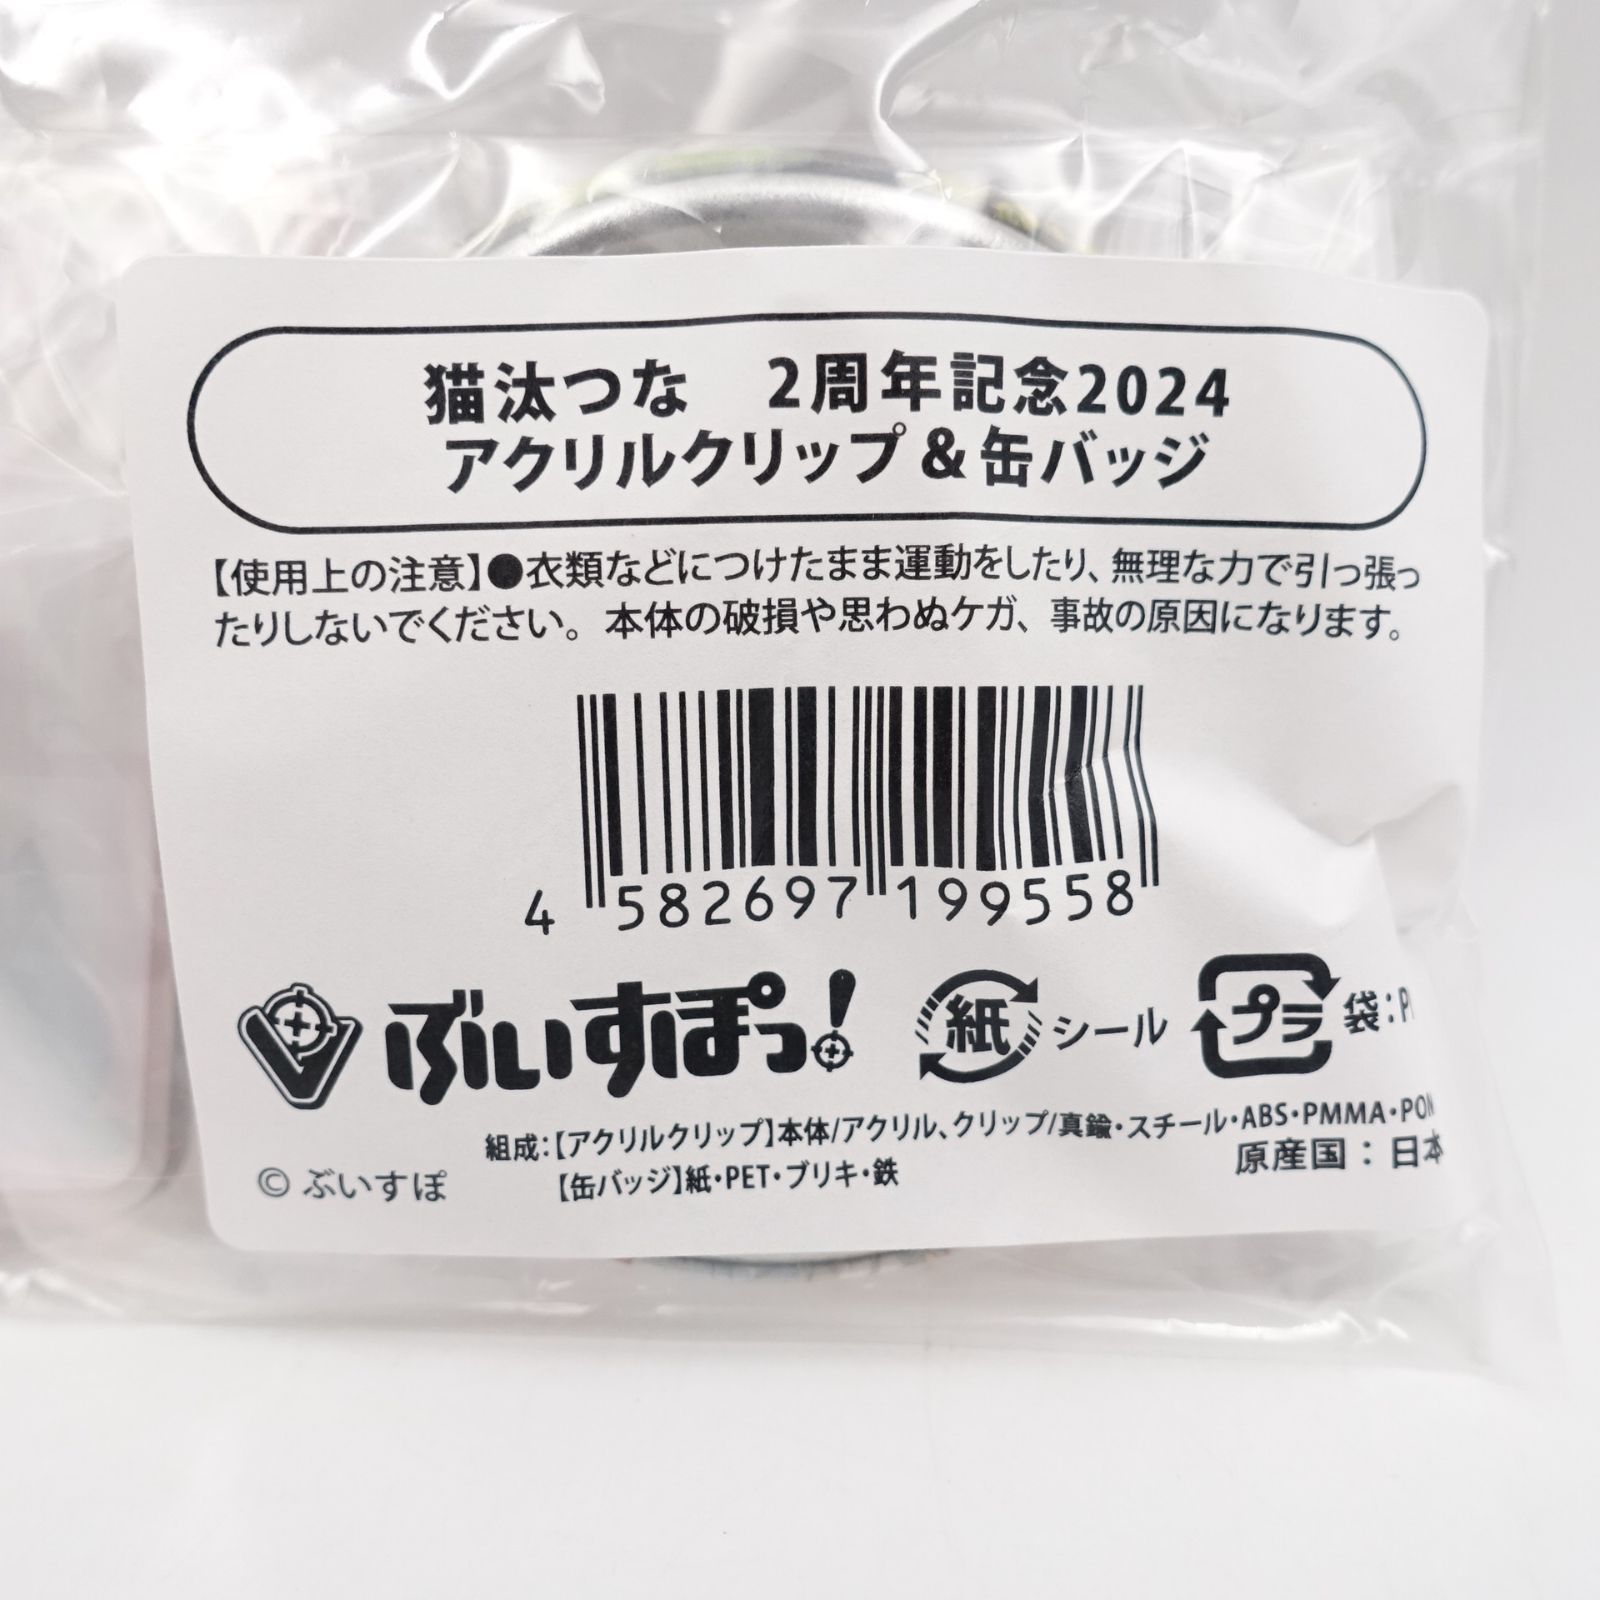 猫汰つな　2周年記念2024
アクリルクリップ&缶バッジ
【使用上の注意】●衣類などにつけたまま運動をしたり、無理な力で引っ張っ
たりしないでください。本体の破損や思わぬケガ、事故の原因になります。
4 582697 199558
ぶいすぽっ!
紙 シール
プラ 袋:P
組成:【アクリルクリップ】本体/アクリル、クリップ/真鍮・スチール・ABS・PMMA・POM
【缶バッジ】紙・PET・ブリキ・鉄
原産国：日本
© ぶいすぽ